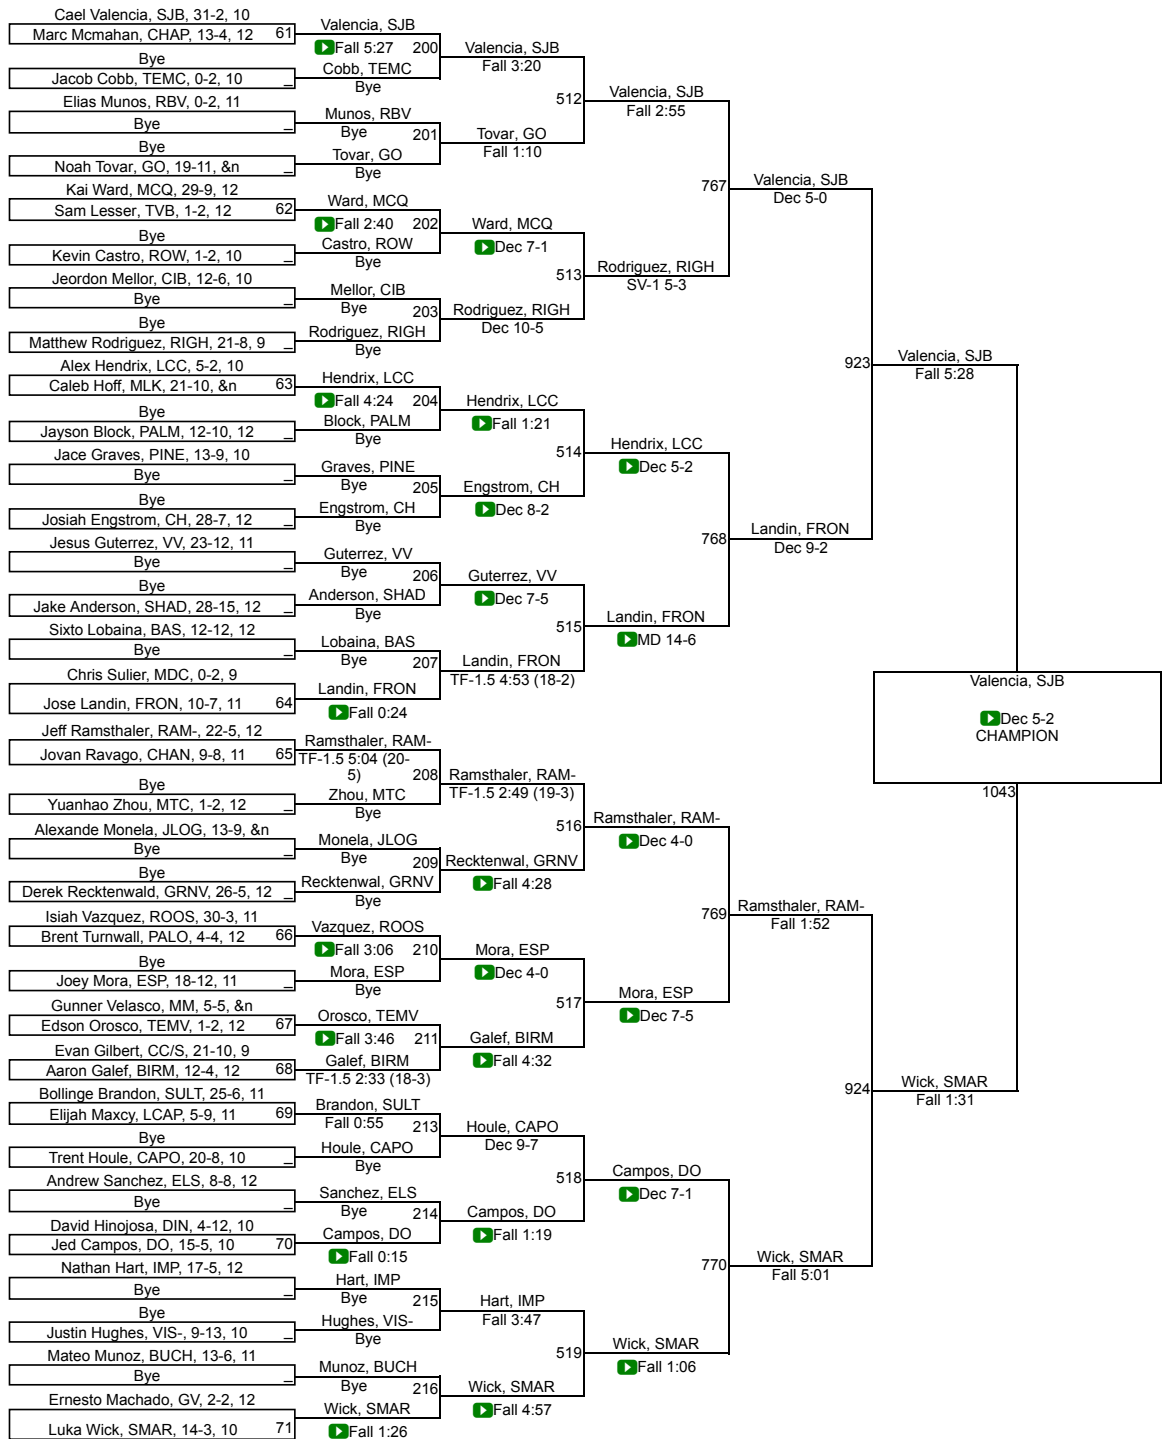 Cael Valencia, SJB, 31-2, 10
Marc Mcmahan, CHAP, 13-4, 12 61
Bye
Jacob Cobb, TEMC, 0-2, 10 _
Elias Munos, RBV, 0-2, 11
Bye _
Bye
Noah Tovar, GO, 19-11, &n _
Kai Ward, MCQ, 29-9, 12
Sam Lesser, TVB, 1-2, 12 62
Bye
Kevin Castro, ROW, 1-2, 10 _
Jeordon Mellor, CIB, 12-6, 10
Bye _
Bye
Matthew Rodriguez, RIGH, 21-8, 9 _
Alex Hendrix, LCC, 5-2, 10
Caleb Hoff, MLK, 21-10, &n 63
Bye
Jayson Block, PALM, 12-10, 12 _
Jace Graves, PINE, 13-9, 10
Bye _
Bye
Josiah Engstrom, CH, 28-7, 12 _
Jesus Guterrez, VV, 23-12, 11
Bye _
Bye
Jake Anderson, SHAD, 28-15, 12 _
Sixto Lobaina, BAS, 12-12, 12
Bye _
Chris Sulier, MDC, 0-2, 9
Jose Landin, FRON, 10-7, 11 64
Jeff Ramsthaler, RAM-, 22-5, 12
Jovan Ravago, CHAN, 9-8, 11 65
Bye
Yuanhao Zhou, MTC, 1-2, 12 _
Alexande Monela, JLOG, 13-9, &n
Bye _
Bye
Derek Recktenwald, GRNV, 26-5, 12 _
Isiah Vazquez, ROOS, 30-3, 11
Brent Turnwall, PALO, 4-4, 12 66
Bye
Joey Mora, ESP, 18-12, 11 _
Gunner Velasco, MM, 5-5, &n
Edson Orosco, TEMV, 1-2, 12 67
Evan Gilbert, CC/S, 21-10, 9
Aaron Galef, BIRM, 12-4, 12 68
Bollinge Brandon, SULT, 25-6, 11
Elijah Maxcy, LCAP, 5-9, 11 69
Bye
Trent Houle, CAPO, 20-8, 10 _
Andrew Sanchez, ELS, 8-8, 12
Bye _
David Hinojosa, DIN, 4-12, 10
Jed Campos, DO, 15-5, 10 70
Nathan Hart, IMP, 17-5, 12
Bye _
Bye
Justin Hughes, VIS-, 9-13, 10 _
Mateo Munoz, BUCH, 13-6, 11
Bye _
Ernesto Machado, GV, 2-2, 12
Luka Wick, SMAR, 14-3, 10 71
Valencia, SJB
Fall 5:27 200
Cobb, TEMC
Bye
Munos, RBV
Bye 201
Tovar, GO
Bye
Ward, MCQ
Fall 2:40 202
Castro, ROW
Bye
Mellor, CIB
Bye 203
Rodriguez, RIGH
Bye
Hendrix, LCC
Fall 4:24 204
Block, PALM
Bye
Graves, PINE
Bye 205
Engstrom, CH
Bye
Guterrez, VV
Bye 206
Anderson, SHAD
Bye
Lobaina, BAS
Bye 207
Landin, FRON
Fall 0:24
Ramsthaler, RAM-
TF-1.5 5:04 (20-
5) 208
Zhou, MTC
Bye
Monela, JLOG
Bye 209
Recktenwal, GRNV
Bye
Vazquez, ROOS
Fall 3:06 210
Mora, ESP
Bye
Orosco, TEMV
Fall 3:46 211
Galef, BIRM
TF-1.5 2:33 (18-3)
Brandon, SULT
Fall 0:55 213
Houle, CAPO
Bye
Sanchez, ELS
Bye 214
Campos, DO
Fall 0:15
Hart, IMP
Bye 215
Hughes, VIS-
Bye
Munoz, BUCH
Bye 216
Wick, SMAR
Fall 1:26
Valencia, SJB
Fall 3:20
512
Tovar, GO
Fall 1:10
Ward, MCQ
Dec 7-1
513
Rodriguez, RIGH
Dec 10-5
Hendrix, LCC
Fall 1:21
514
Engstrom, CH
Dec 8-2
Guterrez, VV
Dec 7-5
515
Landin, FRON
TF-1.5 4:53 (18-2)
Ramsthaler, RAM-
TF-1.5 2:49 (19-3)
516
Recktenwal, GRNV
Fall 4:28
Mora, ESP
Dec 4-0
517
Galef, BIRM
Fall 4:32
Houle, CAPO
Dec 9-7
518
Campos, DO
Fall 1:19
Hart, IMP
Fall 3:47
519
Wick, SMAR
Fall 4:57
Valencia, SJB
Fall 2:55
767
Rodriguez, RIGH
SV-1 5-3
Hendrix, LCC
Dec 5-2
768
Landin, FRON
MD 14-6
Ramsthaler, RAM-
Dec 4-0
769
Mora, ESP
Dec 7-5
Campos, DO
Dec 7-1
770
Wick, SMAR
Fall 1:06
Valencia, SJB
Dec 5-0
923
Landin, FRON
Dec 9-2
Ramsthaler, RAM-
Fall 1:52
924
Wick, SMAR
Fall 5:01
Valencia, SJB
Fall 5:28
Wick, SMAR
Fall 1:31
Valencia, SJB
Dec 5-2
CHAMPION
1043